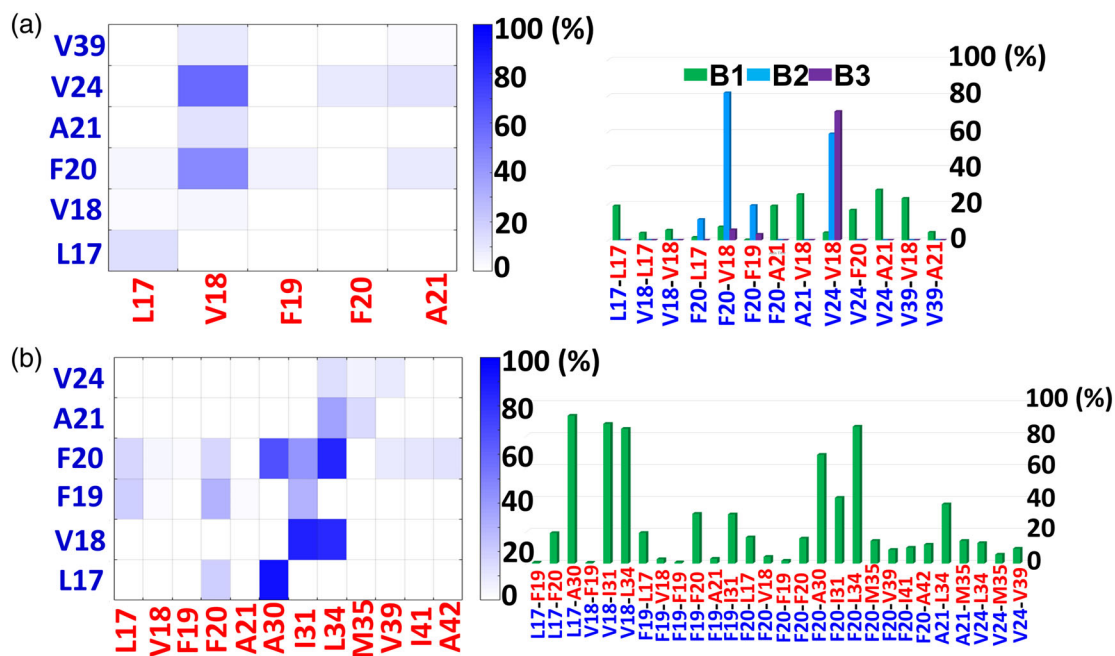 (a)
V39
V24
A21
F20
V18
L17
L17 V18 F19 F20 A21
100 (%)
80
60
40
20
0
B1 B2 B3
100 (%)
80
60
40
20
0
L17-L17
V18-L17
V18-V18
F20-L17
F20-V18
F20-F19
F20-A21
A21-V18
V24-V18
V24-F20
V24-A21
V39-V18
V39-A21
(b)
V24
A21
F20
F19
V18
L17
L17 V18 F19 F20 A21 A30 I31 L34 M35 V39 I41 A42
100 (%)
80
60
40
20
0
100 (%)
80
60
40
20
0
L17-F19
L17-F20
L17-A30
V18-F19
V18-I31
V18-L34
F19-L17
F19-V18
F19-F19
F19-F20
F19-A21
F19-I31
F20-L17
F20-V18
F20-F19
F20-F20
F20-A30
F20-I31
F20-L34
F20-M35
F20-V39
F20-I41
F20-A42
A21-L34
A21-M35
V24-L34
V24-M35
V24-V39